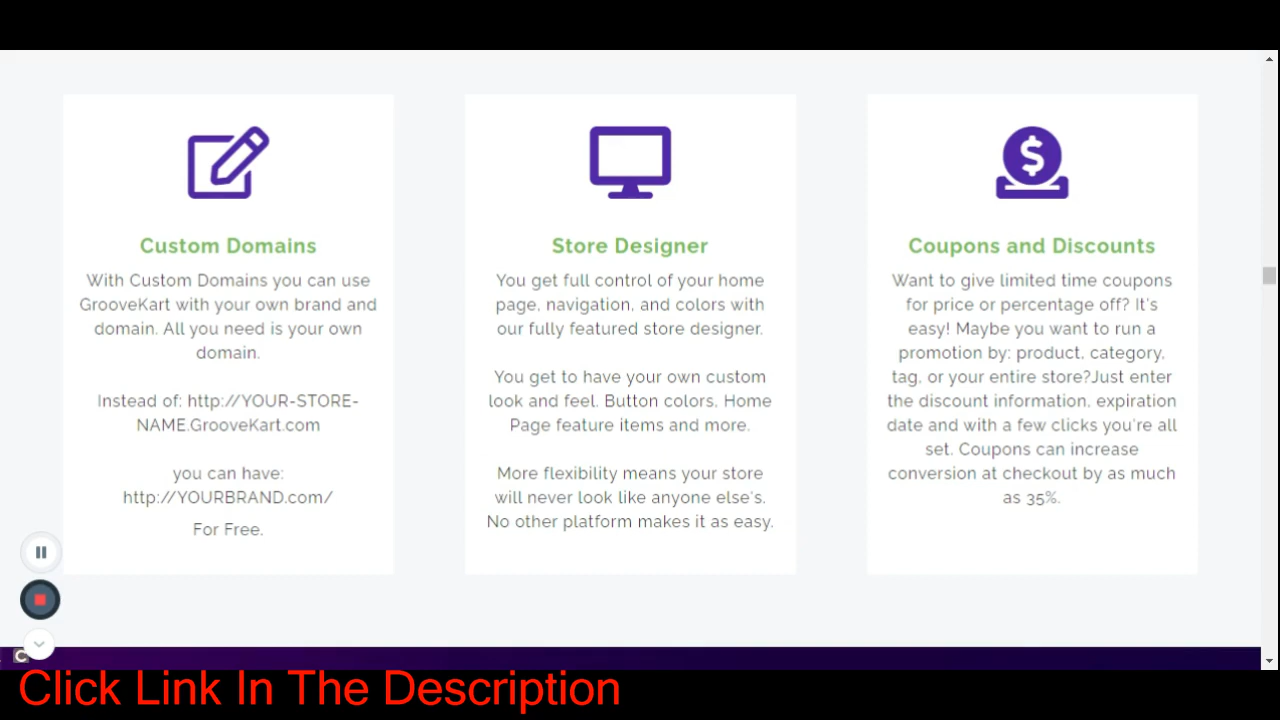 Custom Domains
With Custom Domains you can use
GrooveKart with your own brand and
domain. All you need is your own
domain.
Instead of: http://YOUR-STORE-
NAME.GrooveKart.com
you can have:
http://YOURBRAND.com/
For Free.
Store Designer
You get full control of your home
page, navigation, and colors with
our fully featured store designer.
You get to have your own custom
look and feel. Button colors, Home
Page feature items and more.
More flexibility means your store
will never look like anyone else's.
No other platform makes it as easy.
Coupons and Discounts
Want to give limited time coupons
for price or percentage off? It's
easy! Maybe you want to run a
promotion by: product, category,
tag, or your entire store?Just enter
the discount information, expiration
date and with a few clicks you're all
set. Coupons can increase
conversion at checkout by as much
as 35%.
Click Link In The Description